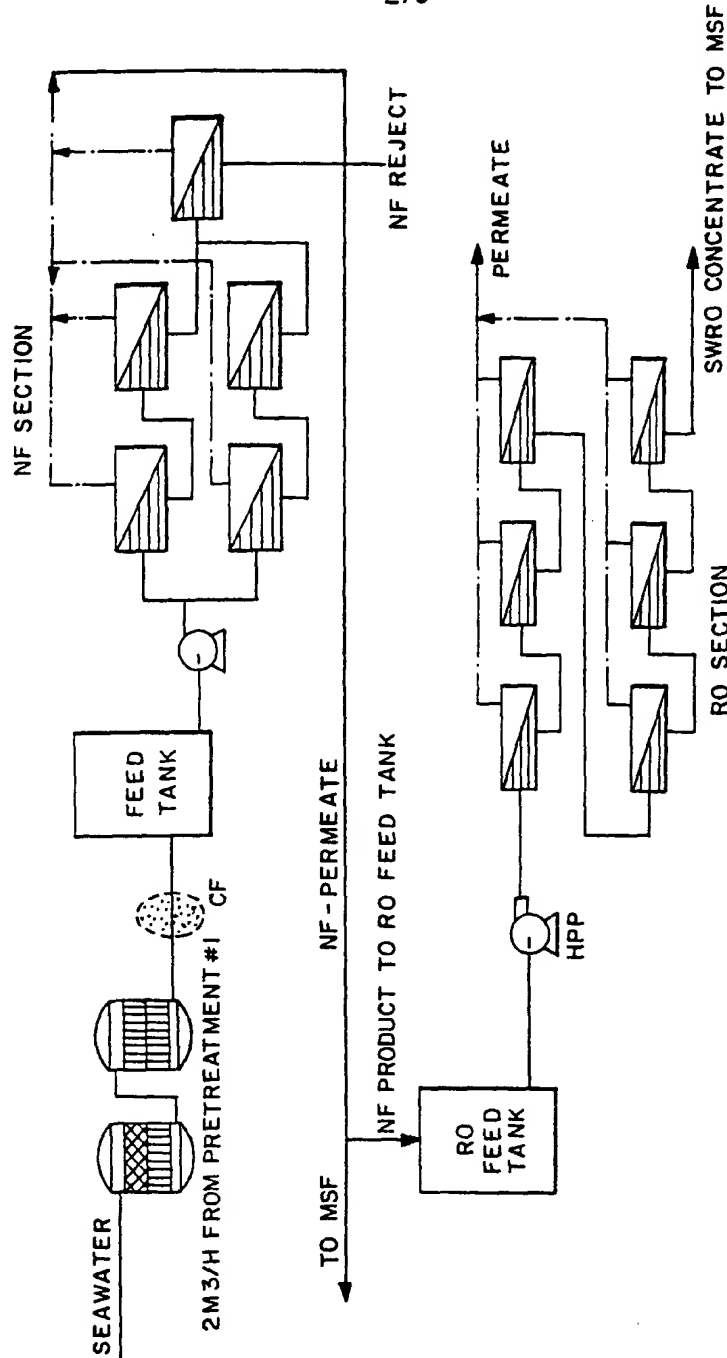 SEAWATER
2M3/H FROM PRETREATMENT #1
CF
FEED
TANK
NF SECTION
NF REJECT
NF-PERMEATE
TO MSF
NF PRODUCT TO RO FEED TANK
RO
FEED
TANK
HPP
PERMEATE
RO SECTION
SWRO CONCENTRATE TO MSF